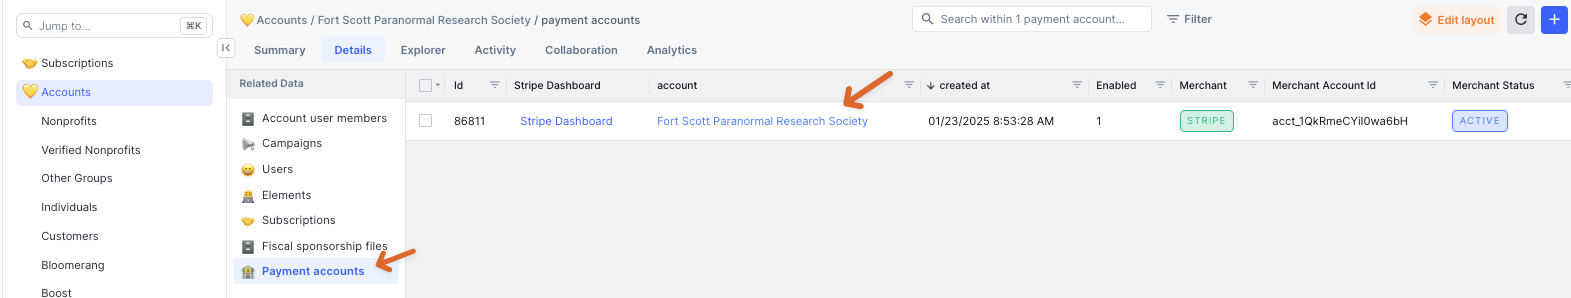 Jump to... ⌘K
Subscriptions
Accounts
Nonprofits
Verified Nonprofits
Other Groups
Individuals
Customers
Bloomerang
Boost
Accounts / Fort Scott Paranormal Research Society / payment accounts
Search within 1 payment account...
Filter
Edit layout
Summary Details Explorer Activity Collaboration Analytics
Related Data
Account user members
Campaigns
Users
Elements
Subscriptions
Fiscal sponsorship files
Payment accounts
Id Stripe Dashboard account created at Enabled Merchant Merchant Account Id Merchant Status
86811 Stripe Dashboard Fort Scott Paranormal Research Society 01/23/2025 8:53:28 AM 1 STRIPE acct_1QkRmeCYiI0wa6bH ACTIVE